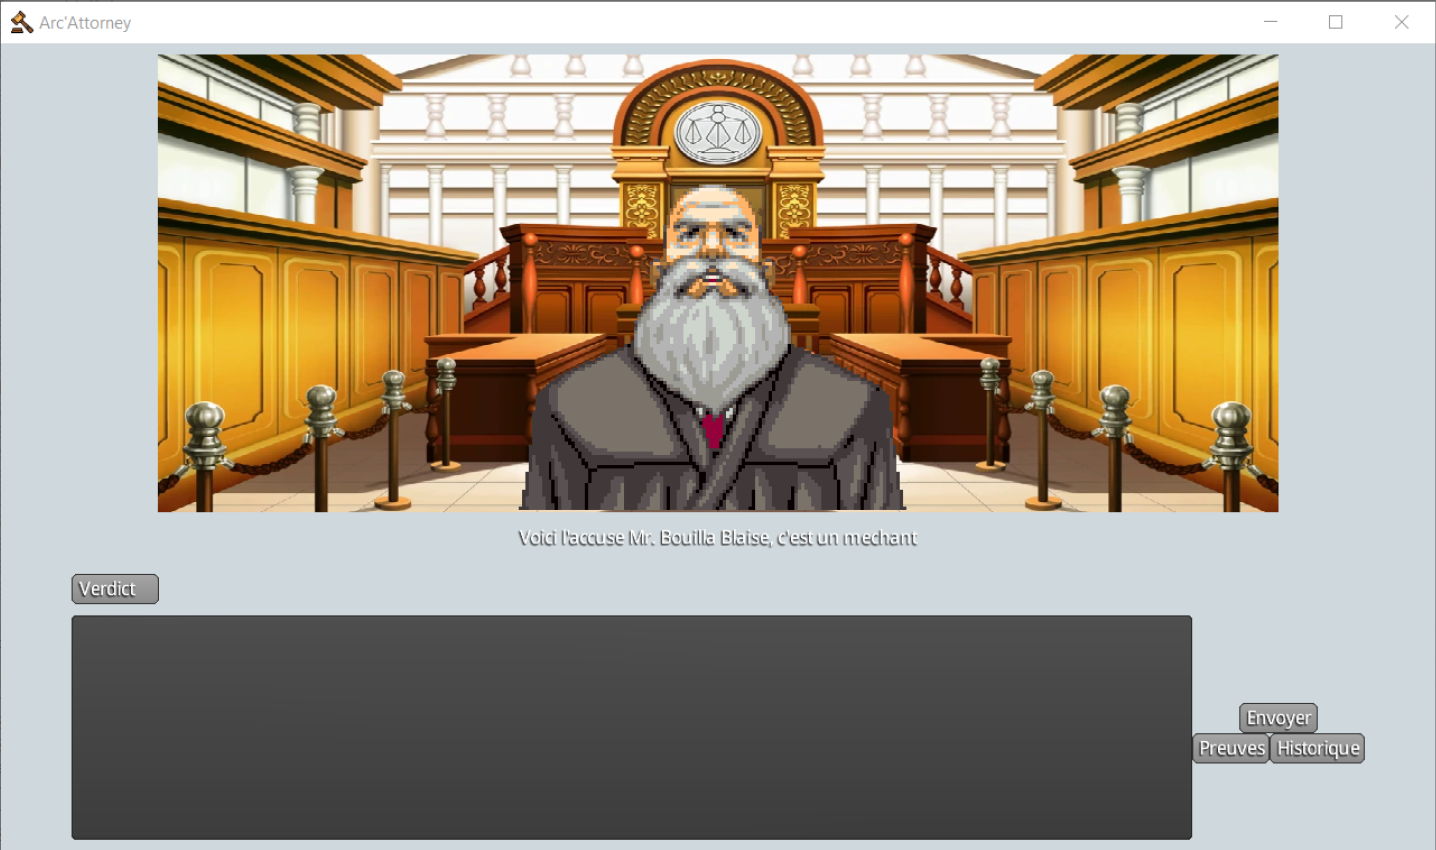 Arc'Attorney
Voici l'accuse Mr. Bouilla Blaise, c'est un mechant
Verdict
Envoyer
Preuves
Historique